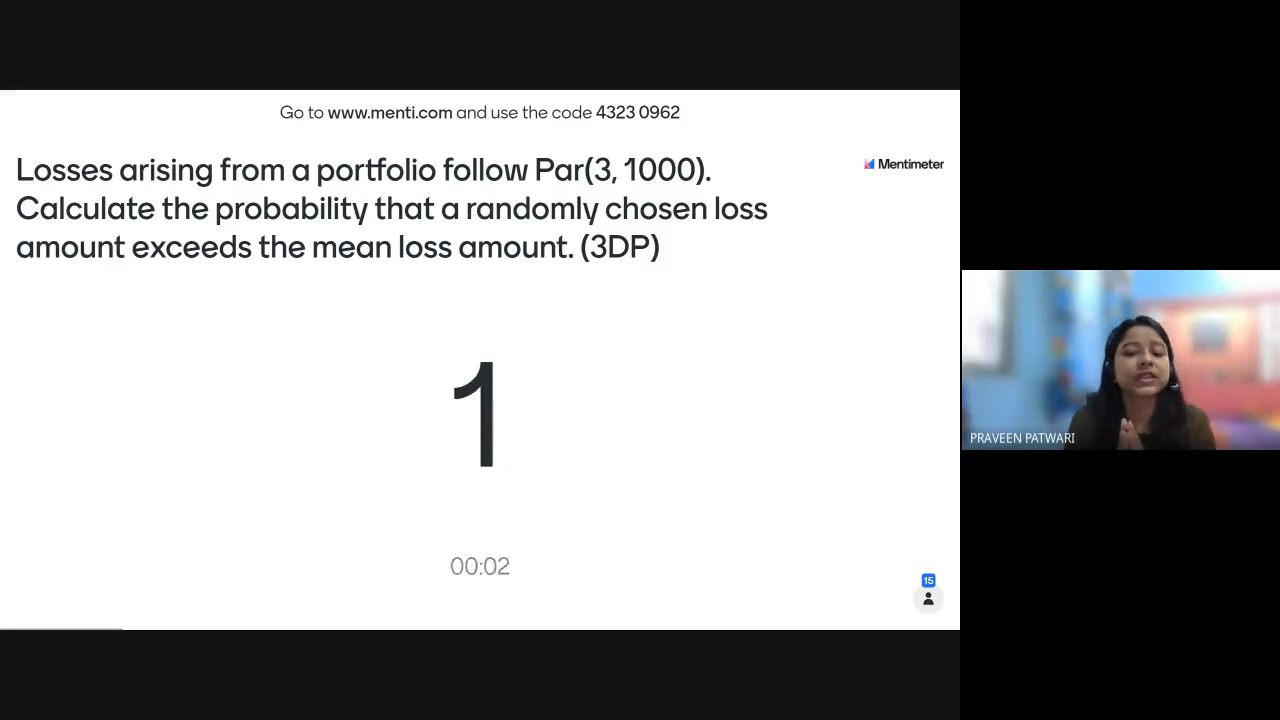 Go to www.menti.com and use the code 4323 0962
Losses arising from a portfolio follow Par(3, 1000).
Calculate the probability that a randomly chosen loss
amount exceeds the mean loss amount. (3DP)
Mentimeter
1
00:02
15
PRAVEEN PATWARI